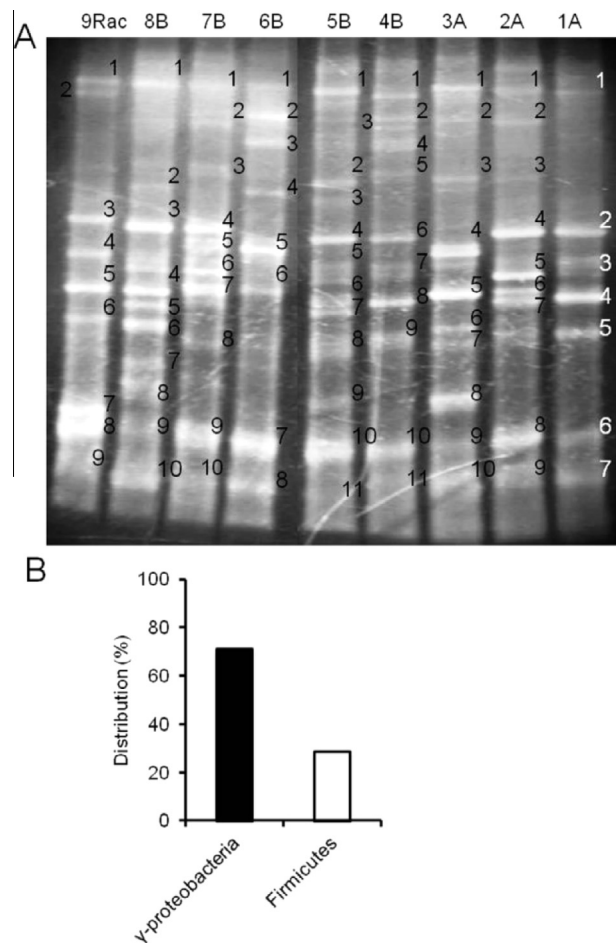 A
9Rac 8B 7B 6B 5B 4B 3A 2A 1A
1 1 1 1 1 1 1 1 1
2 2 2 2 2 2
3
3 4
3 2 5 3 3
2 4 3
3 3 4 4 6 4 4 2
4 5 5 5 7 5 3
5 4 6 6 6 8 5 7 4
7
6 5 7 6
6 8 8 9 7 5
7 8 9 8
7
8 9 9 7 10 10 9 8 6
9 10 10 8 11 11 10 9 7
B
100
80
60
40
20
0
Distribution (%)
γ-proteobacteria
Firmicutes